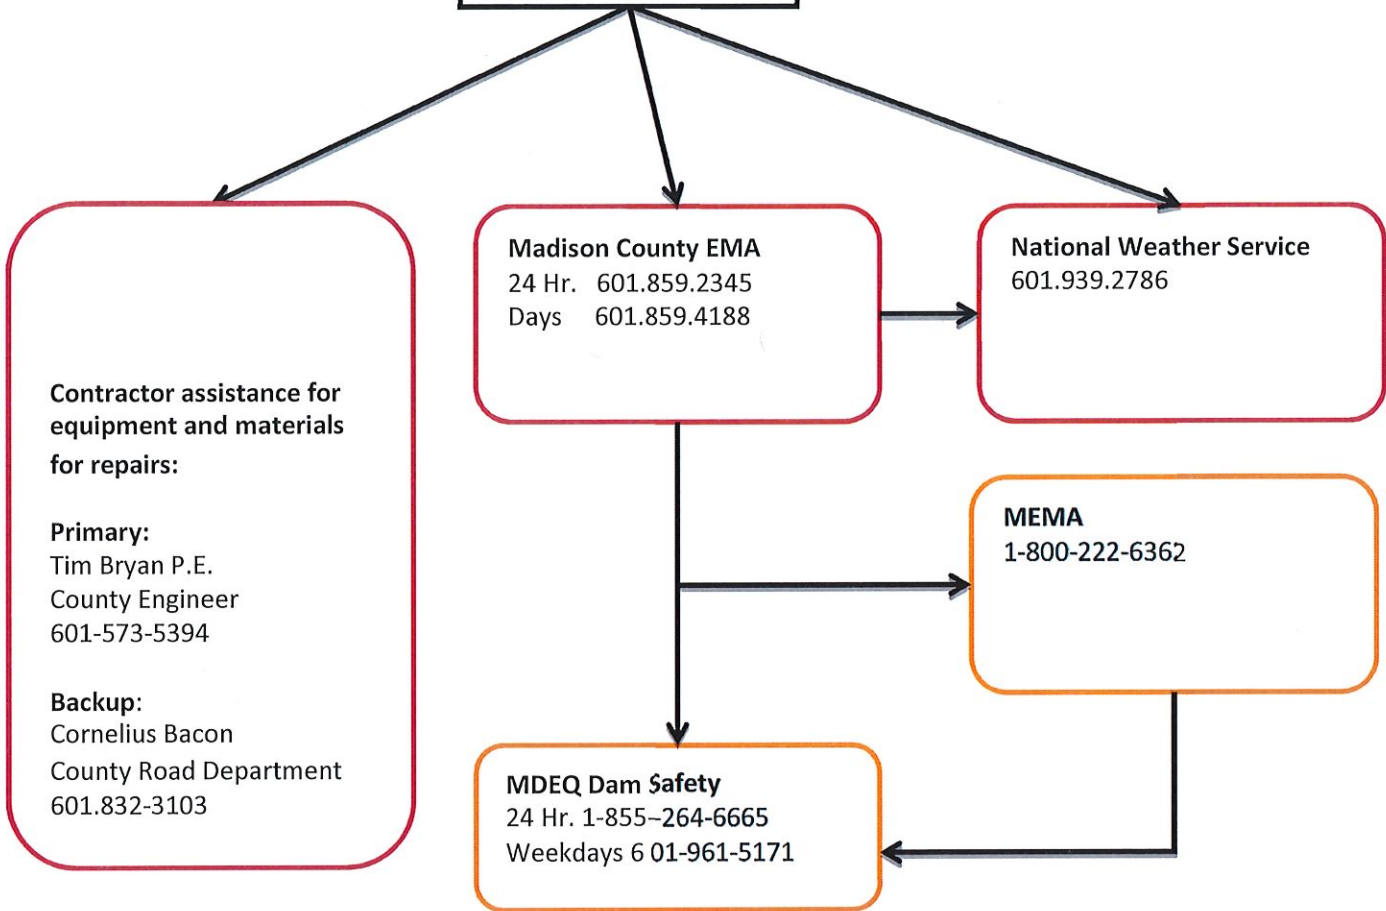 Contractor assistance for
equipment and materials
for repairs:
Primary:
Tim Bryan P.E.
County Engineer
601-573-5394
Backup:
Cornelius Bacon
County Road Department
601.832-3103
Madison County EMA
24 Hr. 601.859.2345
Days 601.859.4188
National Weather Service
601.939.2786
MEMA
1-800-222-6362
MDEQ Dam Safety
24 Hr. 1-855–264-6665
Weekdays 6 01-961-5171